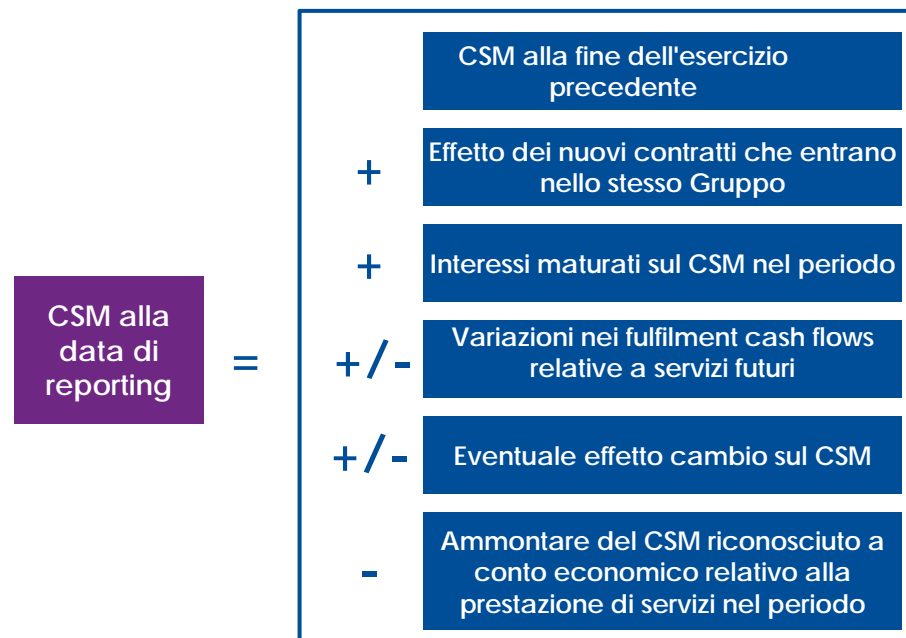 CSM alla
data di
reporting
=
CSM alla fine dell'esercizio
precedente
+
Effetto dei nuovi contratti che entrano
nello stesso Gruppo
+
Interessi maturati sul CSM nel periodo
+/-
Variazioni nei fulfilment cash flows
relative a servizi futuri
+/-
Eventuale effetto cambio sul CSM
-
Ammontare del CSM riconosciuto a
conto economico relativo alla
prestazione di servizi nel periodo